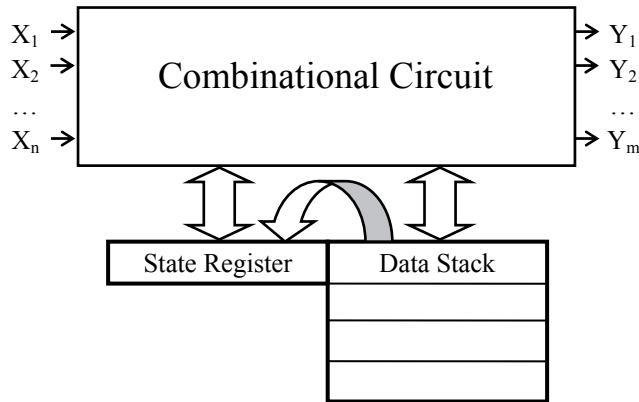 X₁
X₂
...
Xₙ
Combinational Circuit
Y₁
Y₂
...
Yₘ
State Register
Data Stack